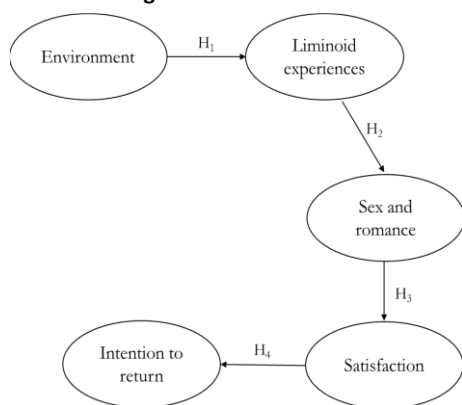 Environment
H₁
Liminoid
experiences
H₂
Sex and
romance
H₃
Satisfaction
H₄
Intention to
return